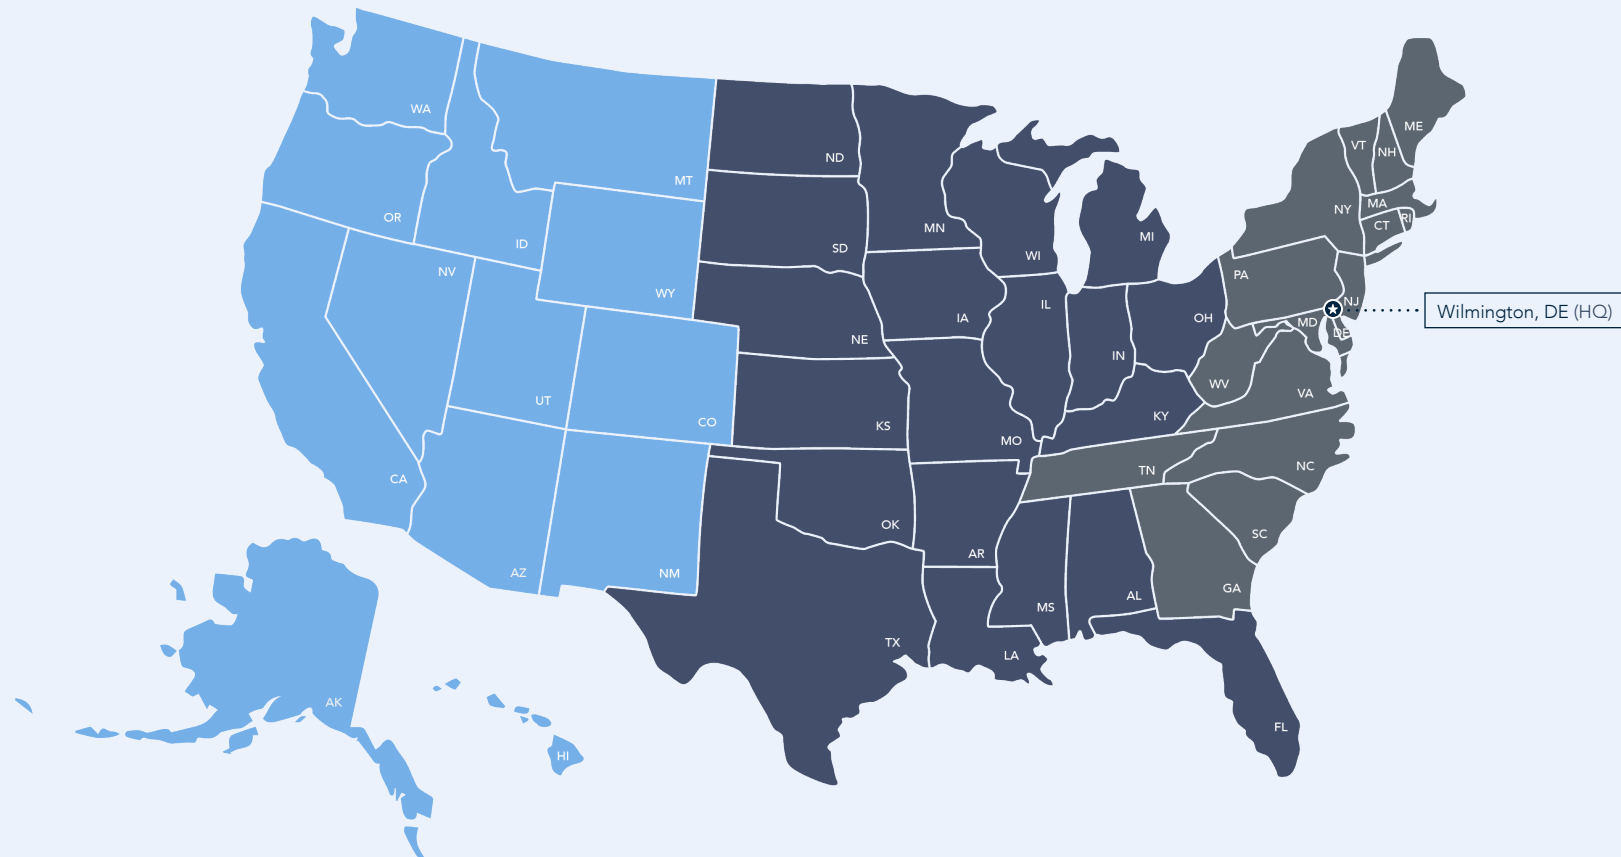 WA
OR
CA
NV
ID
MT
WY
UT
CO
AZ
NM
AK
HI
ND
SD
NE
KS
OK
TX
MN
IA
MO
AR
LA
WI
IL
MI
IN
OH
KY
MS
AL
FL
TN
GA
SC
NC
VA
WV
PA
NY
VT
NH
ME
MA
CT
RI
NJ
MD
DE
Wilmington, DE (HQ)